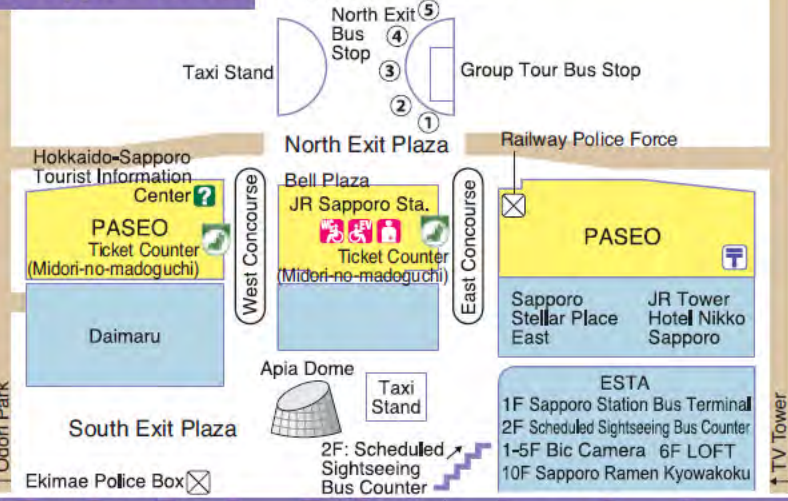 North Exit
Bus
Stop
⑤
④
③
②
①
Taxi Stand
Group Tour Bus Stop
North Exit Plaza
Railway Police Force
Hokkaido-Sapporo
Tourist Information
Center ?
PASEO
Ticket Counter
(Midori-no-madoguchi)
West Concourse
Bell Plaza
JR Sapporo Sta.
WC EV
Ticket Counter
(Midori-no-madoguchi)
East Concourse
PASEO
〒
Daimaru
Sapporo
Stellar Place
East
JR Tower
Hotel Nikko
Sapporo
Apia Dome
Taxi
Stand
ESTA
1F Sapporo Station Bus Terminal
2F Scheduled Sightseeing Bus Counter
1-5F Bic Camera 6F LOFT
10F Sapporo Ramen Kyowakoku
South Exit Plaza
2F: Scheduled
Sightseeing
Bus Counter
Ekimae Police Box
Odori Park
TV Tower